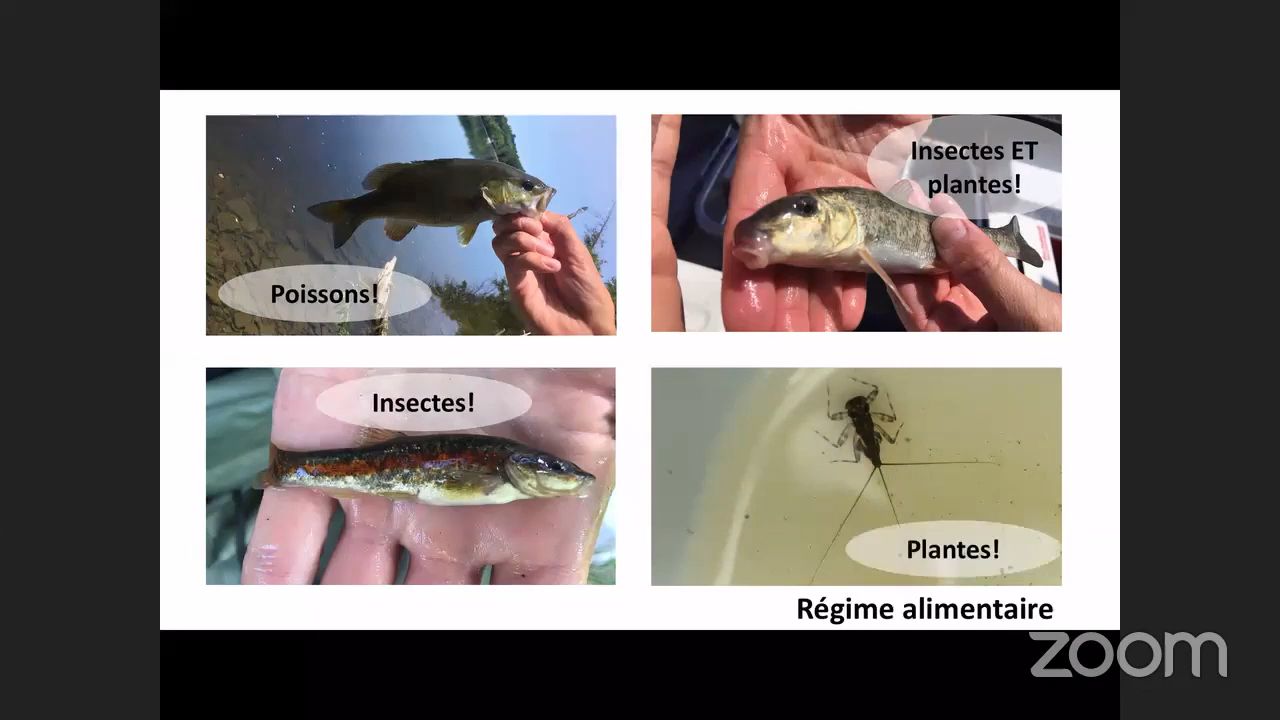 Poissons!
Insectes ET
plantes!
Insectes!
Plantes!
Régime alimentaire
zoom